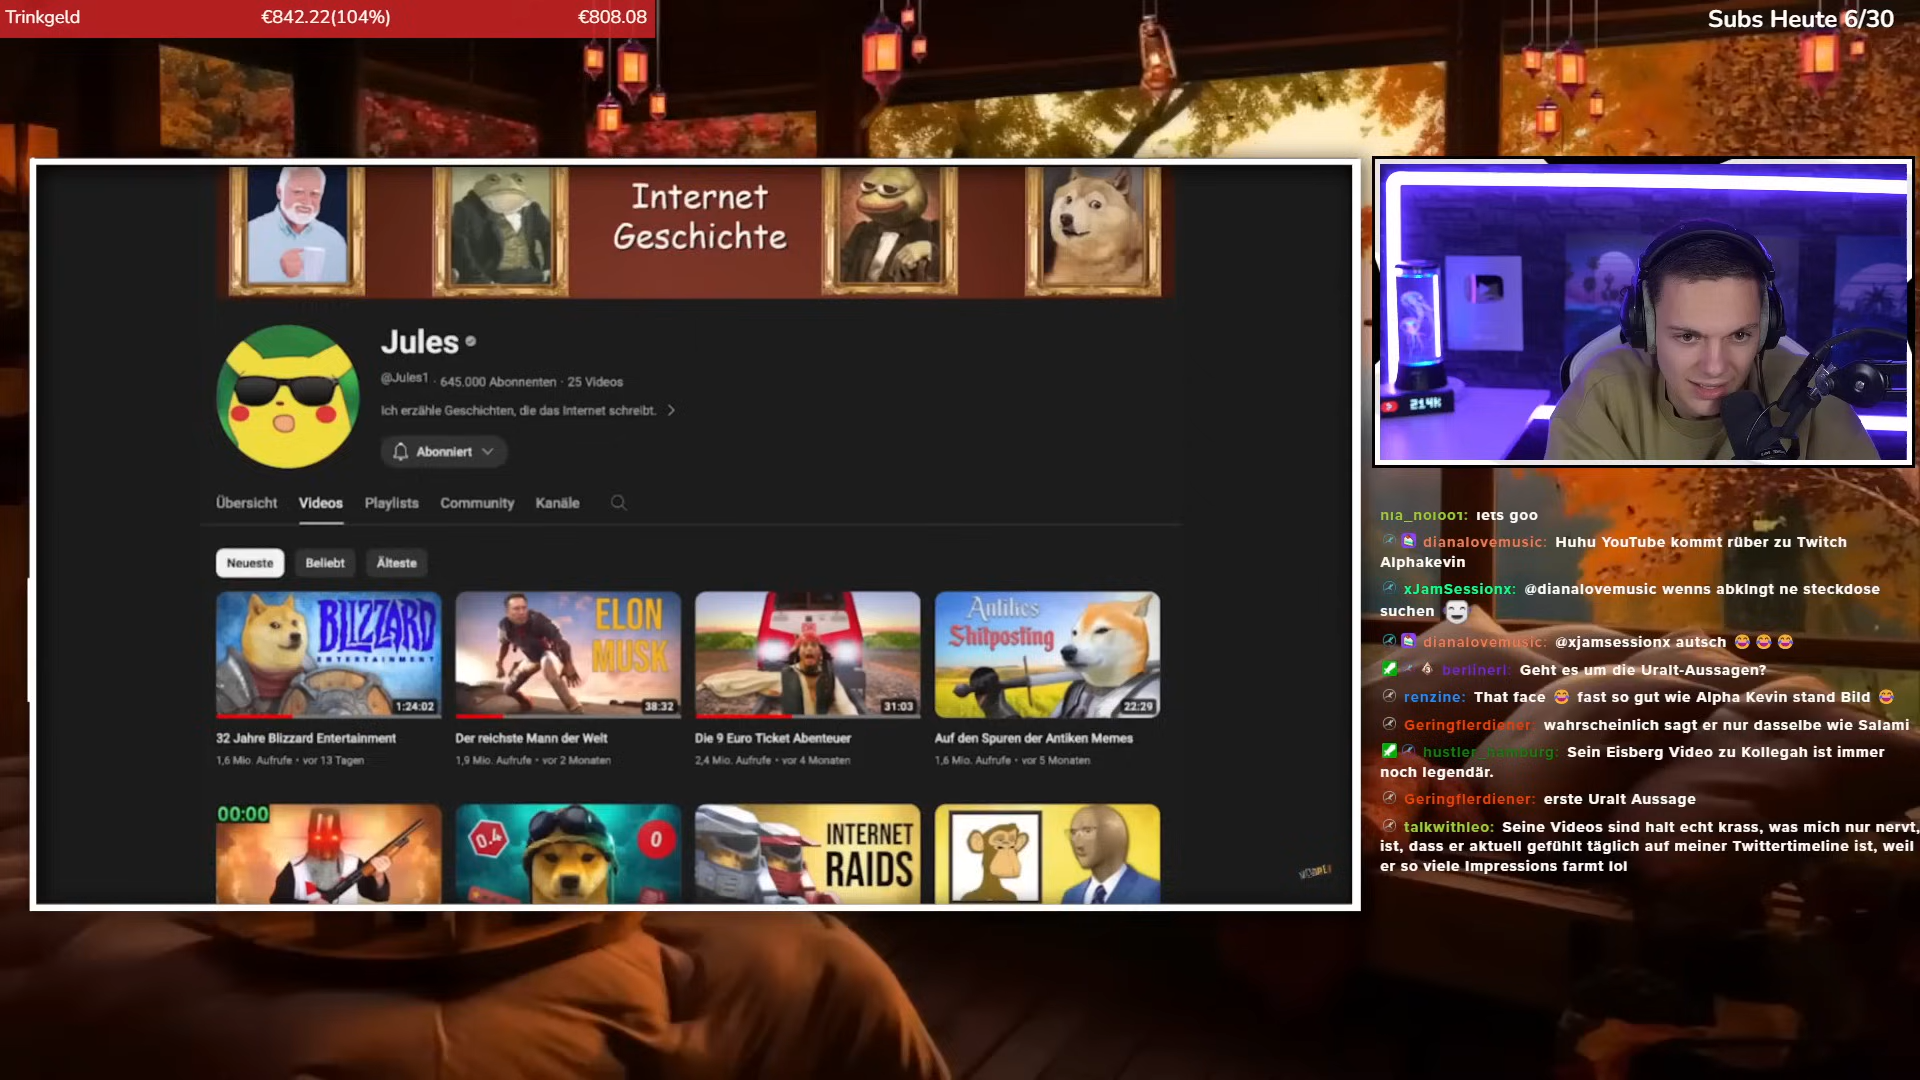 Trinkgeld €842.22(104%) €808.08
Subs Heute 6/30
Internet
Geschichte
Jules
@Jules1 . 645.000 Abonnenten · 25 Videos
Ich erzähle Geschichten, die das Internet schreibt.
Abonniert
Übersicht Videos Playlists Community Kanäle
Neueste Beliebt Älteste
BLIZZARD
ENTERTAINMENT
1:24:02
ELON
MUSK
38:32
31:03
Antikes
Shitposting
22:29
32 Jahre Blizzard Entertainment
1,6 Mio. Aufrufe • vor 13 Tagen
Der reichste Mann der Welt
1,9 Mio. Aufrufe • vor 2 Monaten
Die 9 Euro Ticket Abenteuer
2,4 Mio. Aufrufe • vor 4 Monaten
Auf den Spuren der Antiken Memes
1,6 Mio. Aufrufe • vor 5 Monaten
00:00
0.4
0
INTERNET
RAIDS
214K
nia_nolo01: lets goo
dianalovemusic: Huhu YouTube kommt rüber zu Twitch
Alphakevin
xJamSessionx: @dianalovemusic wenns abklngt ne steckdose
suchen
dianalovemusic: @xjamsessionx autsch 😂 😂 😂
berlineri: Geht es um die Uralt-Aussagen?
renzine: That face 😂 fast so gut wie Alpha Kevin stand Bild 😂
Geringflerdiener: wahrscheinlich sagt er nur dasselbe wie Salami
hustler_hamburg: Sein Eisberg Video zu Kollegah ist immer
noch legendär.
Geringflerdiener: erste Uralt Aussage
talkwithleo: Seine Videos sind halt echt krass, was mich nur nervt,
ist, dass er aktuell gefühlt täglich auf meiner Twittertimeline ist, weil
er so viele Impressions farmt lol